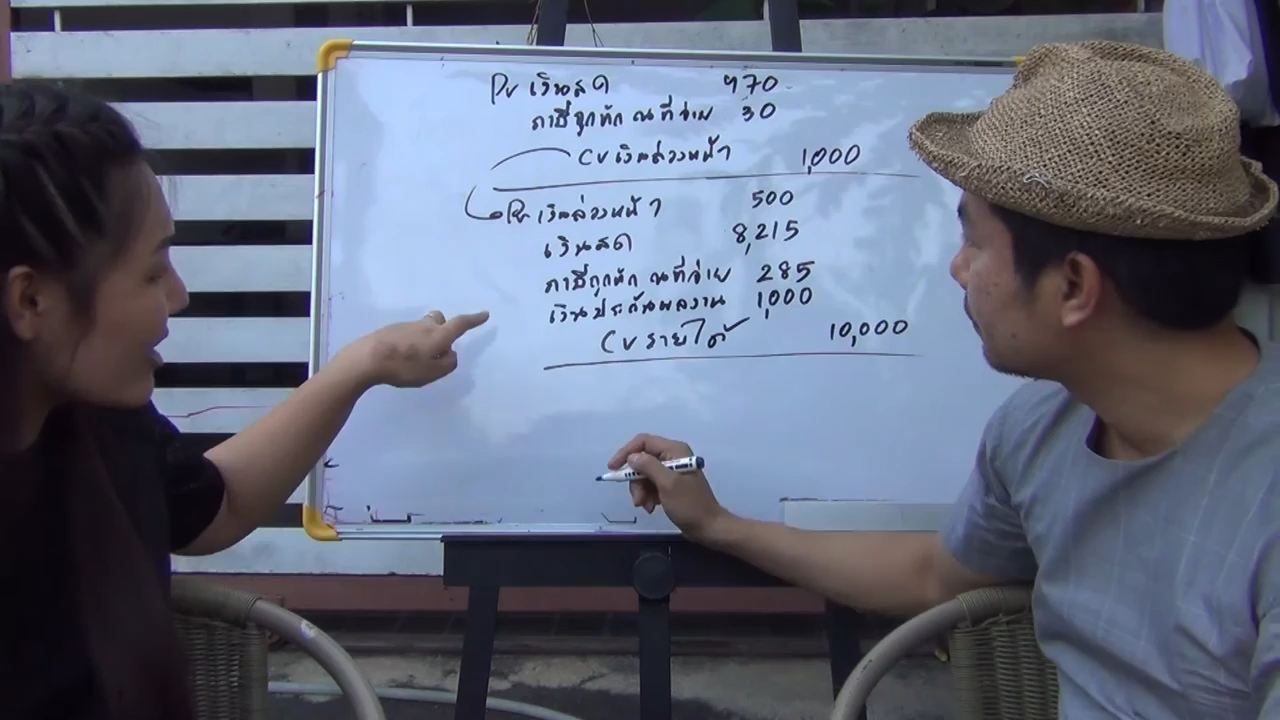 Dr เงินสด 970
ภาษีถูกหัก ณ ที่จ่าย 30
Cr เงินล่วงหน้า 1,000
Dr เงินล่วงหน้า 500
เงินสด 8,215
ภาษีถูกหัก ณ ที่จ่าย 285
เงินประกันผลงาน 1,000
Cr รายได้ 10,000